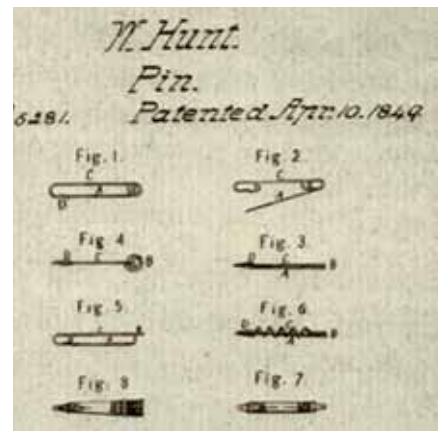 W. Hunt.
Pin.
6281. Patented Apr. 10. 1849.
Fig. 1. Fig. 2.
C C
A A
D
Fig. 4 Fig. 3.
D C B D C B
A
Fig. 5. Fig. 6.
D C B
Fig. 8 Fig. 7.